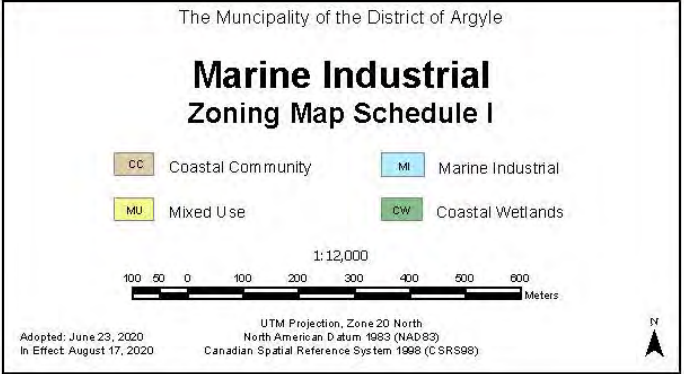 The Muncipality of the District of Argyle
Marine Industrial
Zoning Map Schedule I
CC Coastal Community
MI Marine Industrial
MU Mixed Use
CW Coastal Wetlands
1:12,000
100 50 0 100 200 300 400 500 600
Meters
UTM Projection, Zone 20 North
North American Datum 1983 (NAD83)
Canadian Spatial Reference System 1998 (CSRS98)
Adopted: June 23, 2020
In Effect: August 17, 2020
N